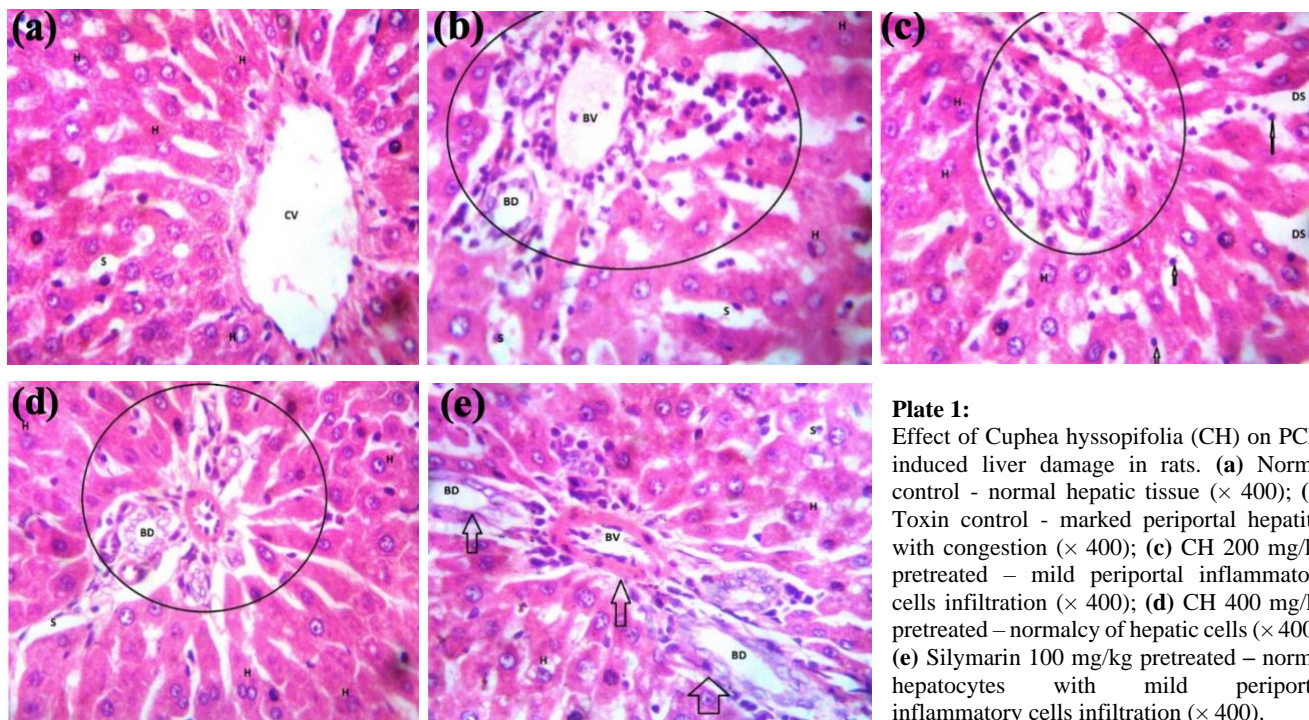 (a)
H
H
H
CV
S
H
(b)
H
BV
BD
H
S
S
(c)
DS
H
H
DS
H
(d)
H
H
BD
S
H
H
(e)
S
BD
H
BV
H
BD
Plate 1:
Effect of Cuphea hyssopifolia (CH) on PC
induced liver damage in rats. (a) Norm
control - normal hepatic tissue (× 400); (
Toxin control - marked periportal hepatit
with congestion (× 400); (c) CH 200 mg/
pretreated – mild periportal inflammato
cells infiltration (× 400); (d) CH 400 mg/
pretreated – normalcy of hepatic cells (× 400
(e) Silymarin 100 mg/kg pretreated – norm
hepatocytes with mild periport
inflammatory cells infiltration (× 400).